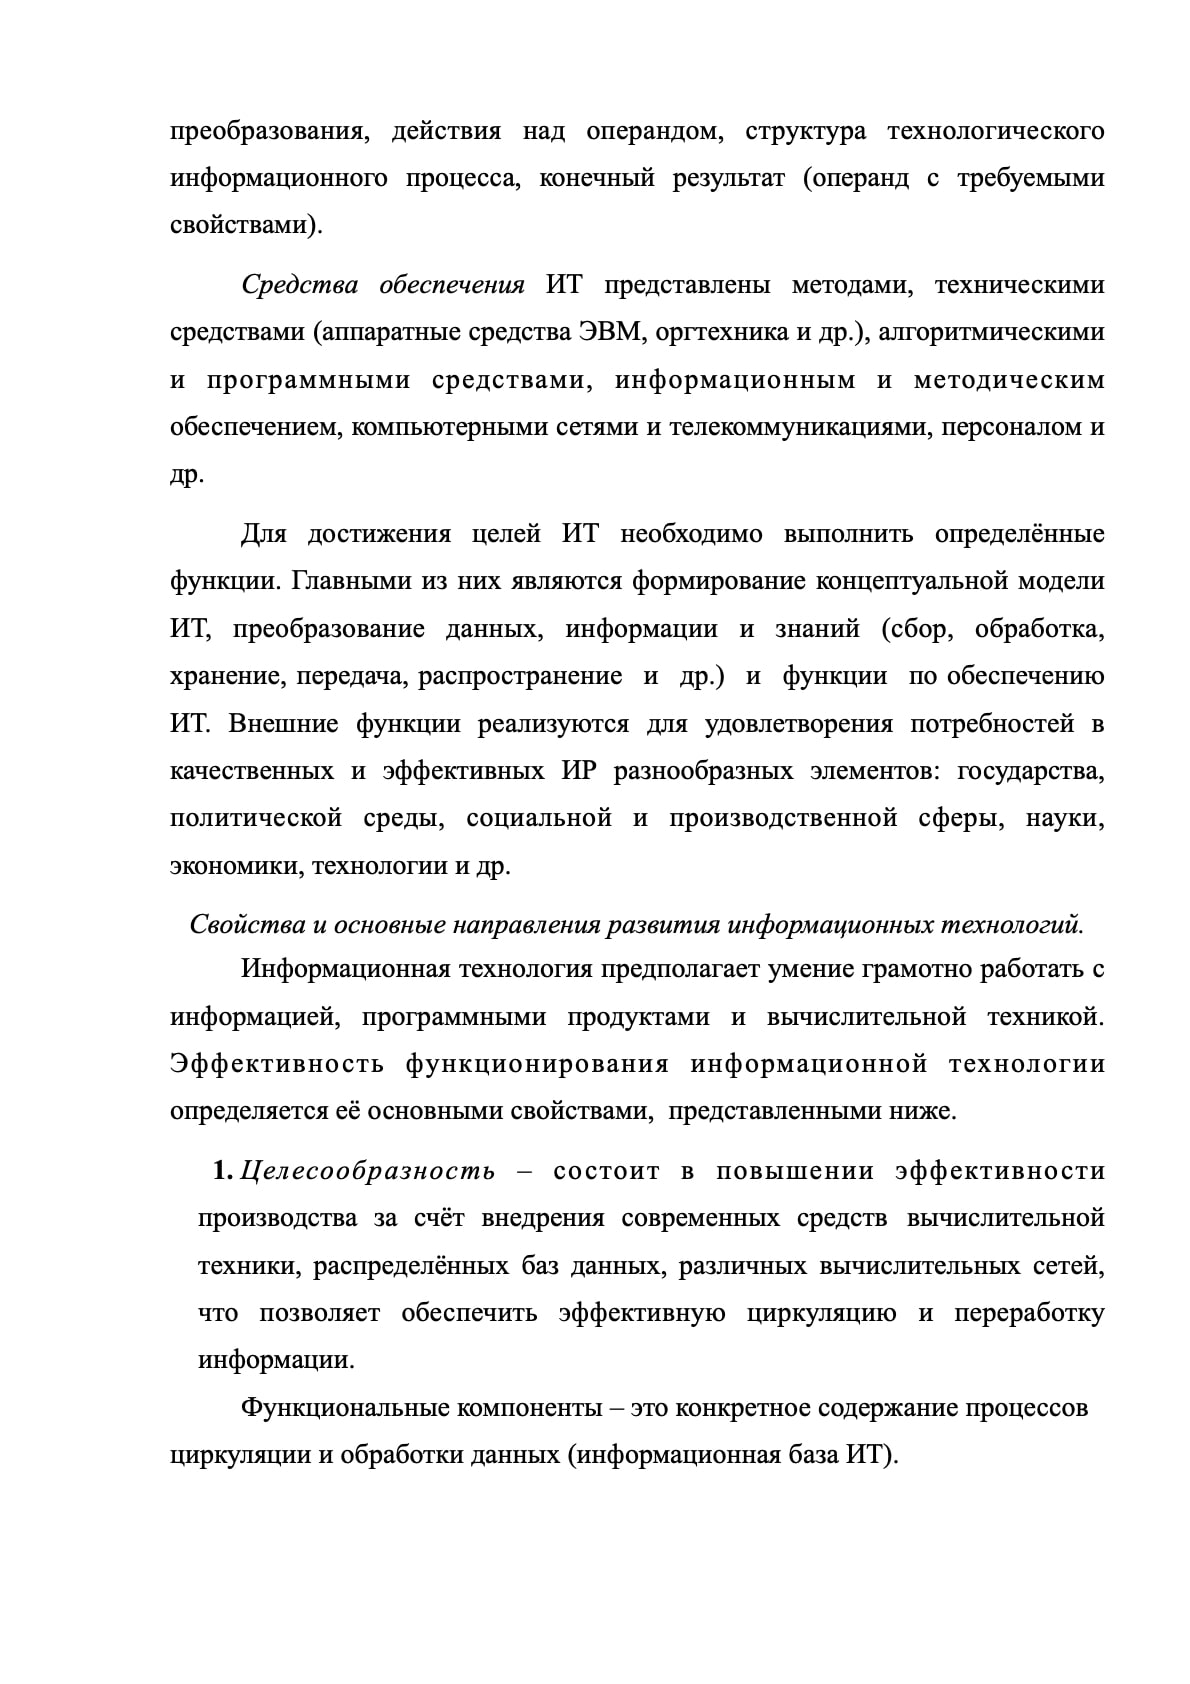 преобразования, действия над операндом, структура технологического
информационного процесса, конечный результат (операнд с требуемыми
свойствами).
Средства обеспечения ИТ представлены методами, техническими
средствами (аппаратные средства ЭВМ, оргтехника и др.), алгоритмическими
и программными средствами, информационным и методическим
обеспечением, компьютерными сетями и телекоммуникациями, персоналом и
др.
Для достижения целей ИТ необходимо выполнить определённые
функции. Главными из них являются формирование концептуальной модели
ИТ, преобразование данных, информации и знаний (сбор, обработка,
хранение, передача, распространение и др.) и функции по обеспечению
ИТ. Внешние функции реализуются для удовлетворения потребностей в
качественных и эффективных ИР разнообразных элементов: государства,
политической среды, социальной и производственной сферы, науки,
экономики, технологии и др.
Свойства и основные направления развития информационных технологий.
Информационная технология предполагает умение грамотно работать с
информацией, программными продуктами и вычислительной техникой.
Эффективность функционирования информационной технологии
определяется её основными свойствами, представленными ниже.
1. Целесообразность – состоит в повышении эффективности
производства за счёт внедрения современных средств вычислительной
техники, распределённых баз данных, различных вычислительных сетей,
что позволяет обеспечить эффективную циркуляцию и переработку
информации.
Функциональные компоненты – это конкретное содержание процессов
циркуляции и обработки данных (информационная база ИТ).